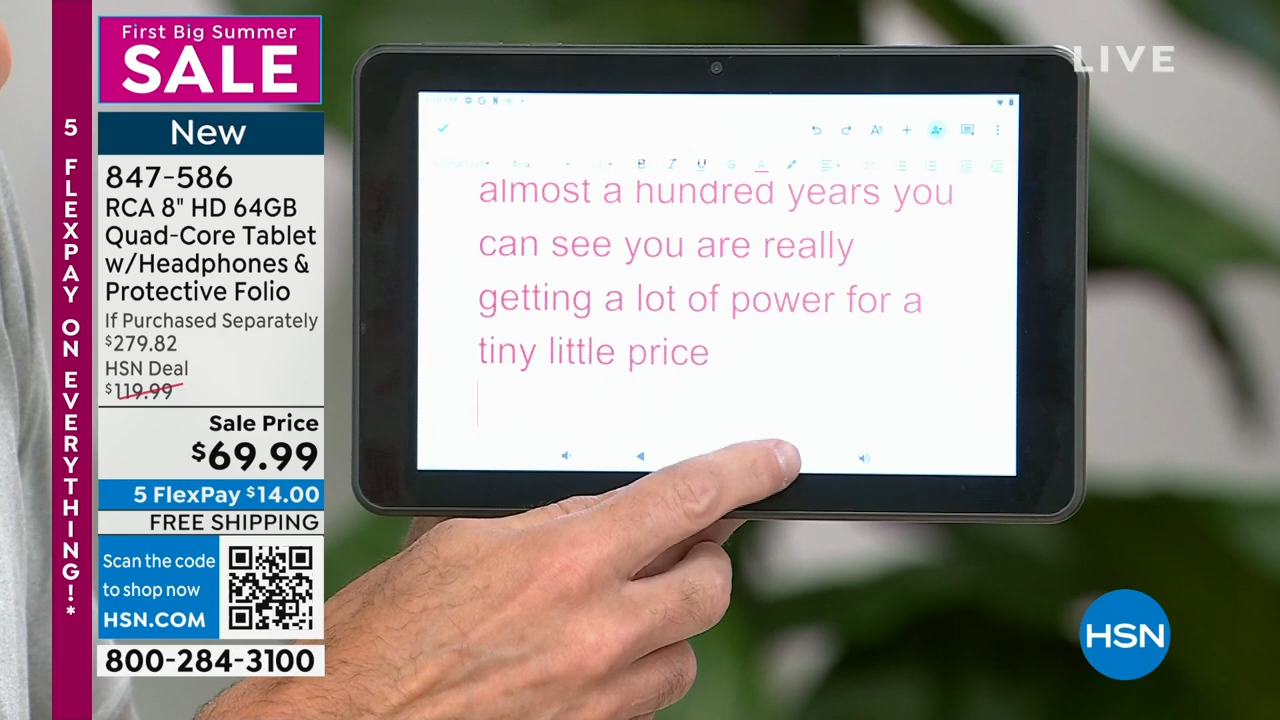 5 FLEXPAY ON EVERYTHING!*
First Big Summer
SALE
New
847-586
RCA 8" HD 64GB
Quad-Core Tablet
w/Headphones &
Protective Folio
If Purchased Separately
$279.82
HSN Deal
$119.99
Sale Price
$69.99
5 FlexPay $14.00
FREE SHIPPING
Scan the code
to shop now
HSN.COM
800-284-3100
LIVE
almost a hundred years you
can see you are really
getting a lot of power for a
tiny little price
HSN